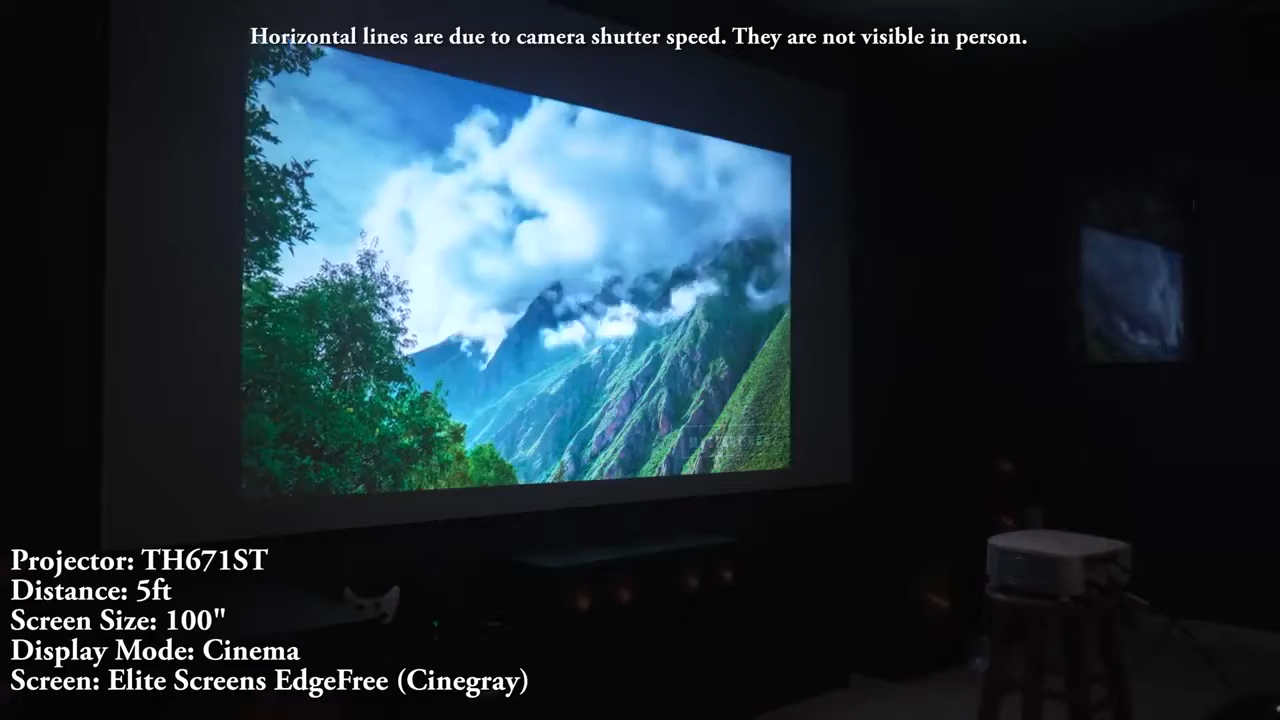 Horizontal lines are due to camera shutter speed. They are not visible in person.
Projector: TH671ST
Distance: 5ft
Screen Size: 100"
Display Mode: Cinema
Screen: Elite Screens EdgeFree (Cinegray)